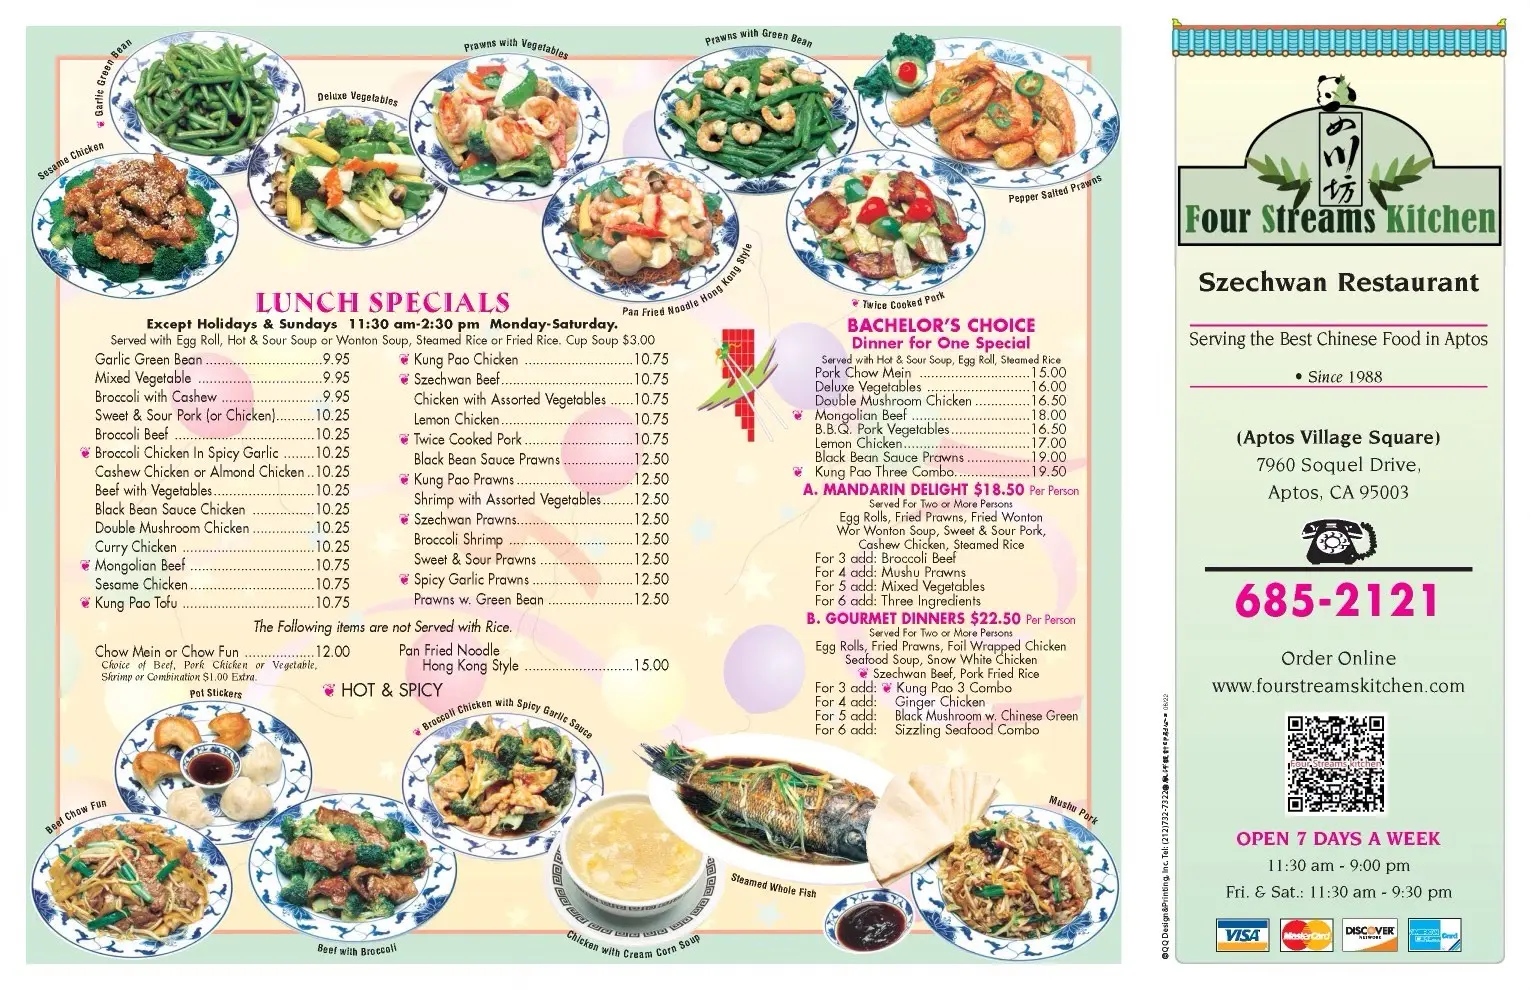 Garlic Green Bean
Sesame Chicken
Deluxe Vegetables
Prawns with Vegetables
Prawns with Green Bean
Pepper Salted Prawns
Pan Fried Noodle Hong Kong Style
Twice Cooked Pork
LUNCH SPECIALS
Except Holidays & Sundays 11:30 am-2:30 pm Monday-Saturday.
Served with Egg Roll, Hot & Sour Soup or Wonton Soup, Steamed Rice or Fried Rice. Cup Soup $3.00
Garlic Green Bean ..................... 9.95
Mixed Vegetable ..................... 9.95
Broccoli with Cashew ................. 9.95
Sweet & Sour Pork (or Chicken)......... 10.25
Broccoli Beef ......................... 10.25
Broccoli Chicken In Spicy Garlic ....... 10.25
Cashew Chicken or Almond Chicken .. 10.25
Beef with Vegetables................... 10.25
Black Bean Sauce Chicken ............ 10.25
Double Mushroom Chicken ............ 10.25
Curry Chicken ....................... 10.25
Mongolian Beef ...................... 10.75
Sesame Chicken...................... 10.75
Kung Pao Tofu ....................... 10.75
Kung Pao Chicken .................... 10.75
Szechwan Beef....................... 10.75
Chicken with Assorted Vegetables ...... 10.75
Lemon Chicken....................... 10.75
Twice Cooked Pork ................... 10.75
Black Bean Sauce Prawns ............. 12.50
Kung Pao Prawns..................... 12.50
Shrimp with Assorted Vegetables....... 12.50
Szechwan Prawns.................... 12.50
Broccoli Shrimp ...................... 12.50
Sweet & Sour Prawns ................ 12.50
Spicy Garlic Prawns .................. 12.50
Prawns w. Green Bean ............... 12.50
The Following items are not Served with Rice.
Chow Mein or Chow Fun ............. 12.00
Choice of Beef, Pork Chicken or Vegetable,
Shrimp or Combination $1.00 Extra.
Pan Fried Noodle
Hong Kong Style .................... 15.00
HOT & SPICY
BACHELOR'S CHOICE
Dinner for One Special
Served with Hot & Sour Soup, Egg Roll, Steamed Rice
Pork Chow Mein ..................... 15.00
Deluxe Vegetables ................... 16.00
Double Mushroom Chicken ........... 16.50
Mongolian Beef ..................... 18.00
B.B.Q. Pork Vegetables............... 16.50
Lemon Chicken...................... 17.00
Black Bean Sauce Prawns ............ 19.00
Kung Pao Three Combo.............. 19.50
A. MANDARIN DELIGHT $18.50 Per Person
Served For Two or More Persons
Egg Rolls, Fried Prawns, Fried Wonton
Wor Wonton Soup, Sweet & Sour Pork,
Cashew Chicken, Steamed Rice
For 3 add: Broccoli Beef
For 4 add: Mushu Prawns
For 5 add: Mixed Vegetables
For 6 add: Three Ingredients
B. GOURMET DINNERS $22.50 Per Person
Served For Two or More Persons
Egg Rolls, Fried Prawns, Foil Wrapped Chicken
Seafood Soup, Snow White Chicken
Szechwan Beef, Pork Fried Rice
For 3 add: Kung Pao 3 Combo
For 4 add: Ginger Chicken
For 5 add: Black Mushroom w. Chinese Green
For 6 add: Sizzling Seafood Combo
Pot Stickers
Broccoli Chicken with Spicy Garlic Sauce
Beef Chow Fun
Beef with Broccoli
Chicken with Cream Corn Soup
Steamed Whole Fish
Mushu Pork
©QQ Design&Printing, Inc. Tel: (212)732-7322
08/22
川坊
Four Streams Kitchen
Szechwan Restaurant
Serving the Best Chinese Food in Aptos
• Since 1988
(Aptos Village Square)
7960 Soquel Drive,
Aptos, CA 95003
685-2121
Order Online
www.fourstreamskitchen.com
Four Streams kitchen
OPEN 7 DAYS A WEEK
11:30 am - 9:00 pm
Fri. & Sat.: 11:30 am - 9:30 pm
VISA
MasterCard
DISCOVER
NETWORK